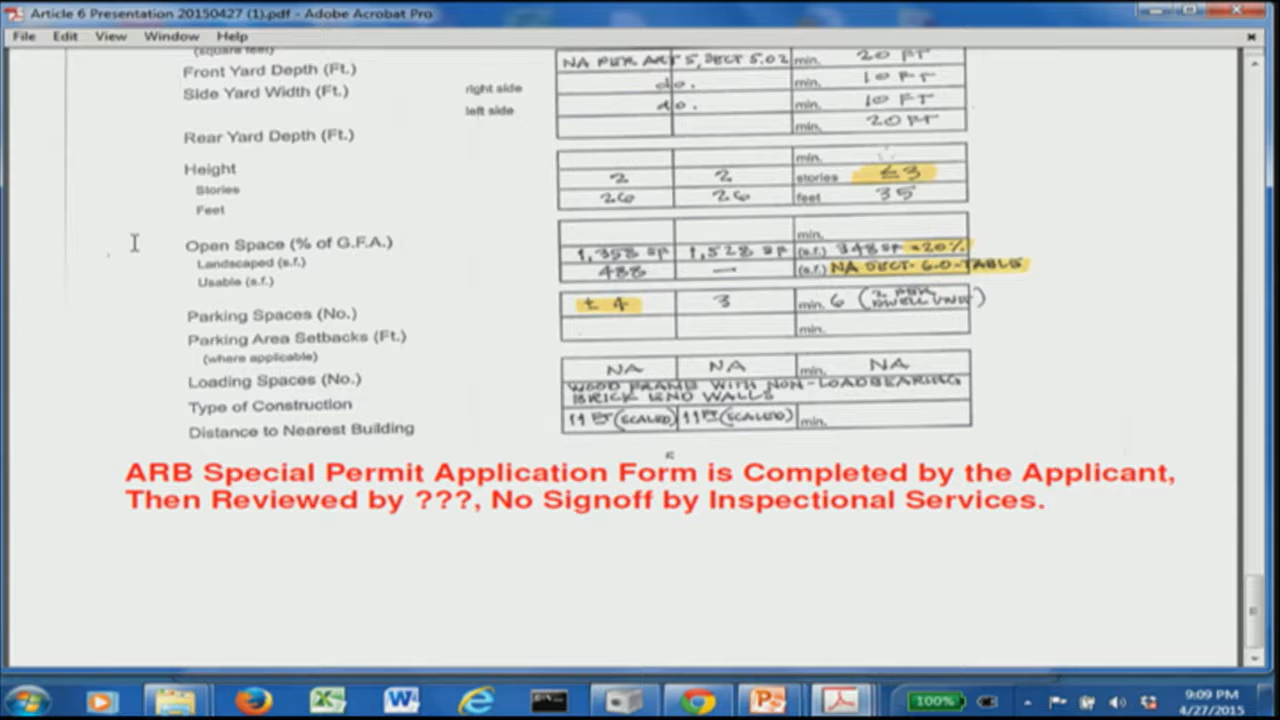 Article 6 Presentation 20150427 (1).pdf - Adobe Acrobat Pro
File Edit View Window Help
(square feet)
Front Yard Depth (Ft.) NA PER ART 5, SECT 5.02 min. 20 FT
Side Yard Width (Ft.) right side do. min. 10 FT
left side do. min. 10 FT
Rear Yard Depth (Ft.) min. 20 FT
Height min.
Stories 2 2 stories ≤3
Feet 26 26 feet 35
Open Space (% of G.F.A.) min.
Landscaped (s.f.) 1,358 SF 1,528 SF (s.f.) 348 SF =20%
Usable (s.f.) 488 — (s.f.) NA SECT. 6.0-TABLE
Parking Spaces (No.) ± 4 3 min. 6 (2 PER DWELL UNIT)
Parking Area Setbacks (Ft.) min.
(where applicable)
Loading Spaces (No.) NA NA min. NA
Type of Construction WOOD FRAME WITH NON-LOADBEARING
BRICK END WALLS
Distance to Nearest Building 11 FT (SCALED) 11 FT (SCALED) min.
ARB Special Permit Application Form is Completed by the Applicant,
Then Reviewed by ???, No Signoff by Inspectional Services.
100%
9:09 PM
4/27/2015